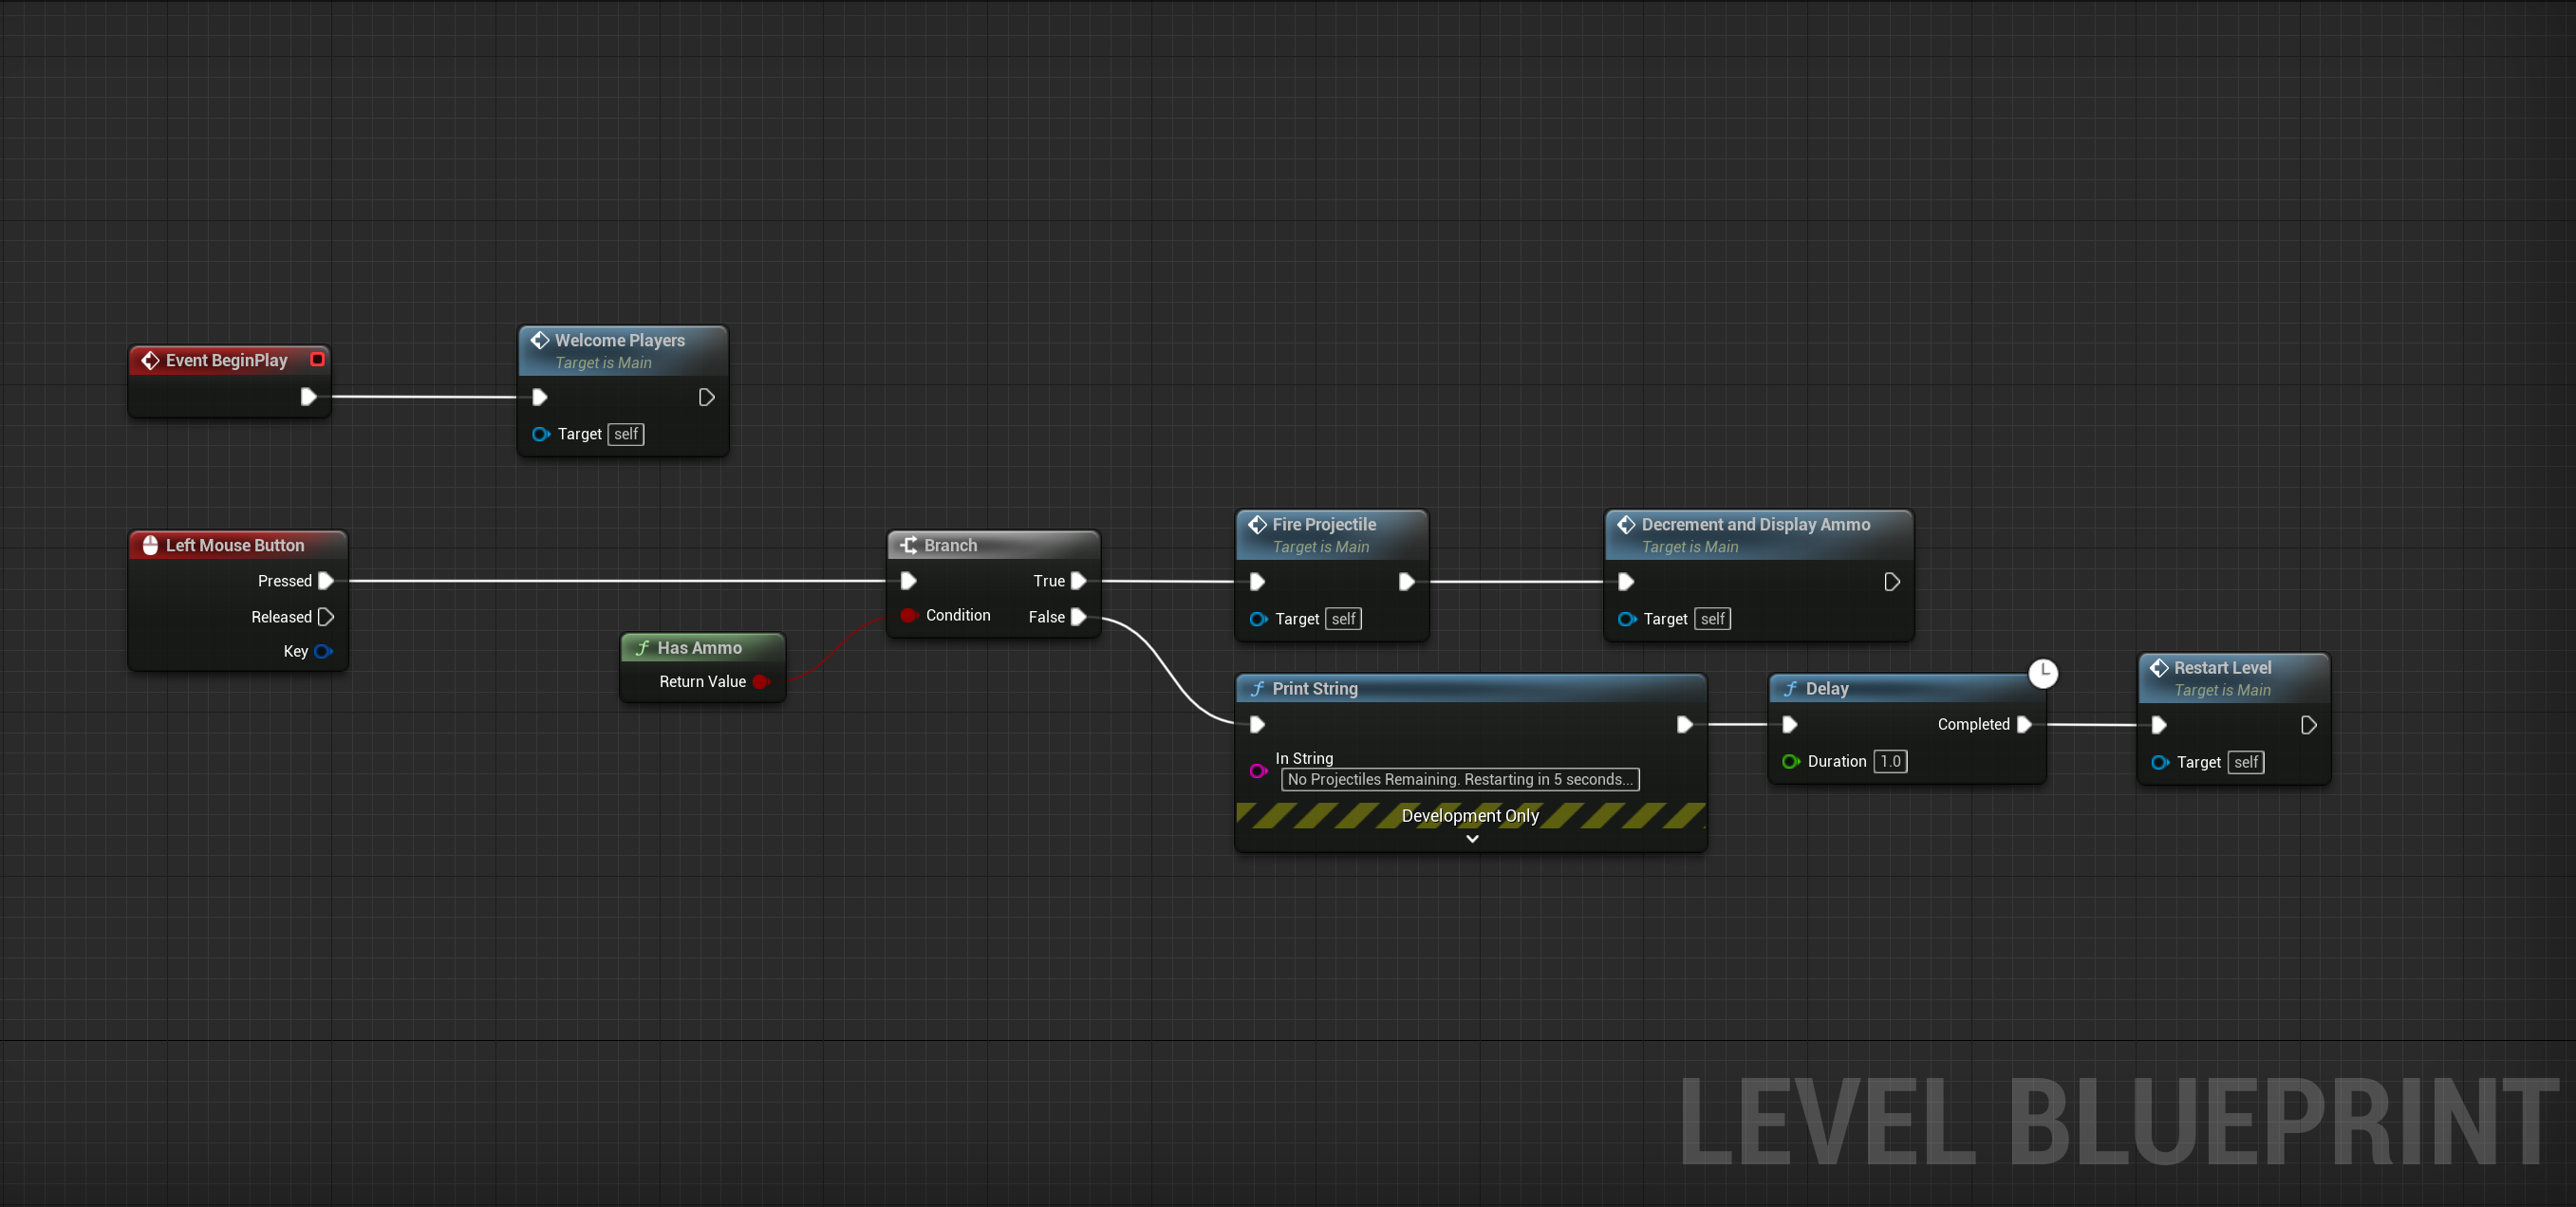 Event BeginPlay
Welcome Players
Target is Main
Target self
Left Mouse Button
Pressed
Released
Key
Has Ammo
Return Value
Branch
True
Condition
False
Fire Projectile
Target is Main
Target self
Decrement and Display Ammo
Target is Main
Target self
Print String
In String
No Projectiles Remaining. Restarting in 5 seconds...
Development Only
Delay
Completed
Duration 1.0
Restart Level
Target is Main
Target self
LEVEL BLUEPRINT